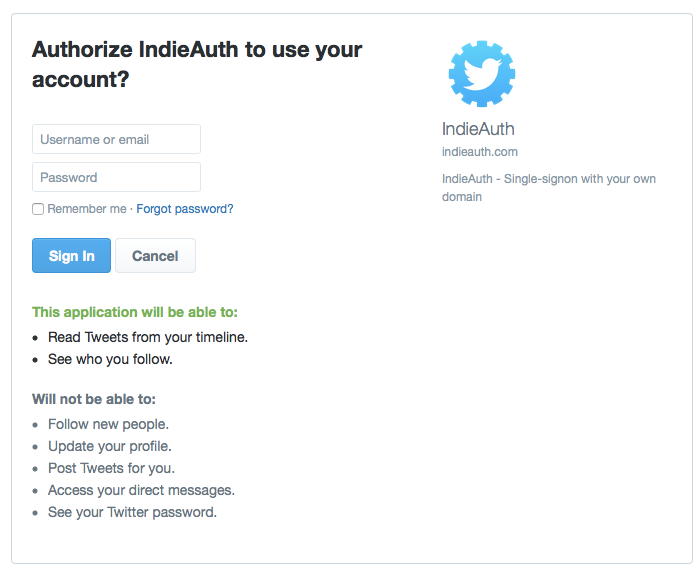 Authorize IndieAuth to use your
account?
Username or email
Password
Remember me · Forgot password?
Sign In
Cancel
This application will be able to:
• Read Tweets from your timeline.
• See who you follow.
Will not be able to:
• Follow new people.
• Update your profile.
• Post Tweets for you.
• Access your direct messages.
• See your Twitter password.
IndieAuth
indieauth.com
IndieAuth - Single-signon with your own
domain